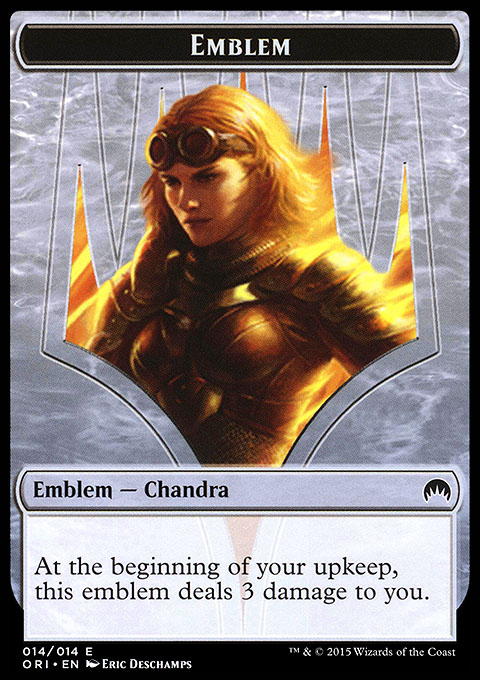 EMBLEM
Emblem — Chandra
At the beginning of your upkeep,
this emblem deals 3 damage to you.
014/014 E
ORI • EN Eric Deschamps
™ & © 2015 Wizards of the Coast